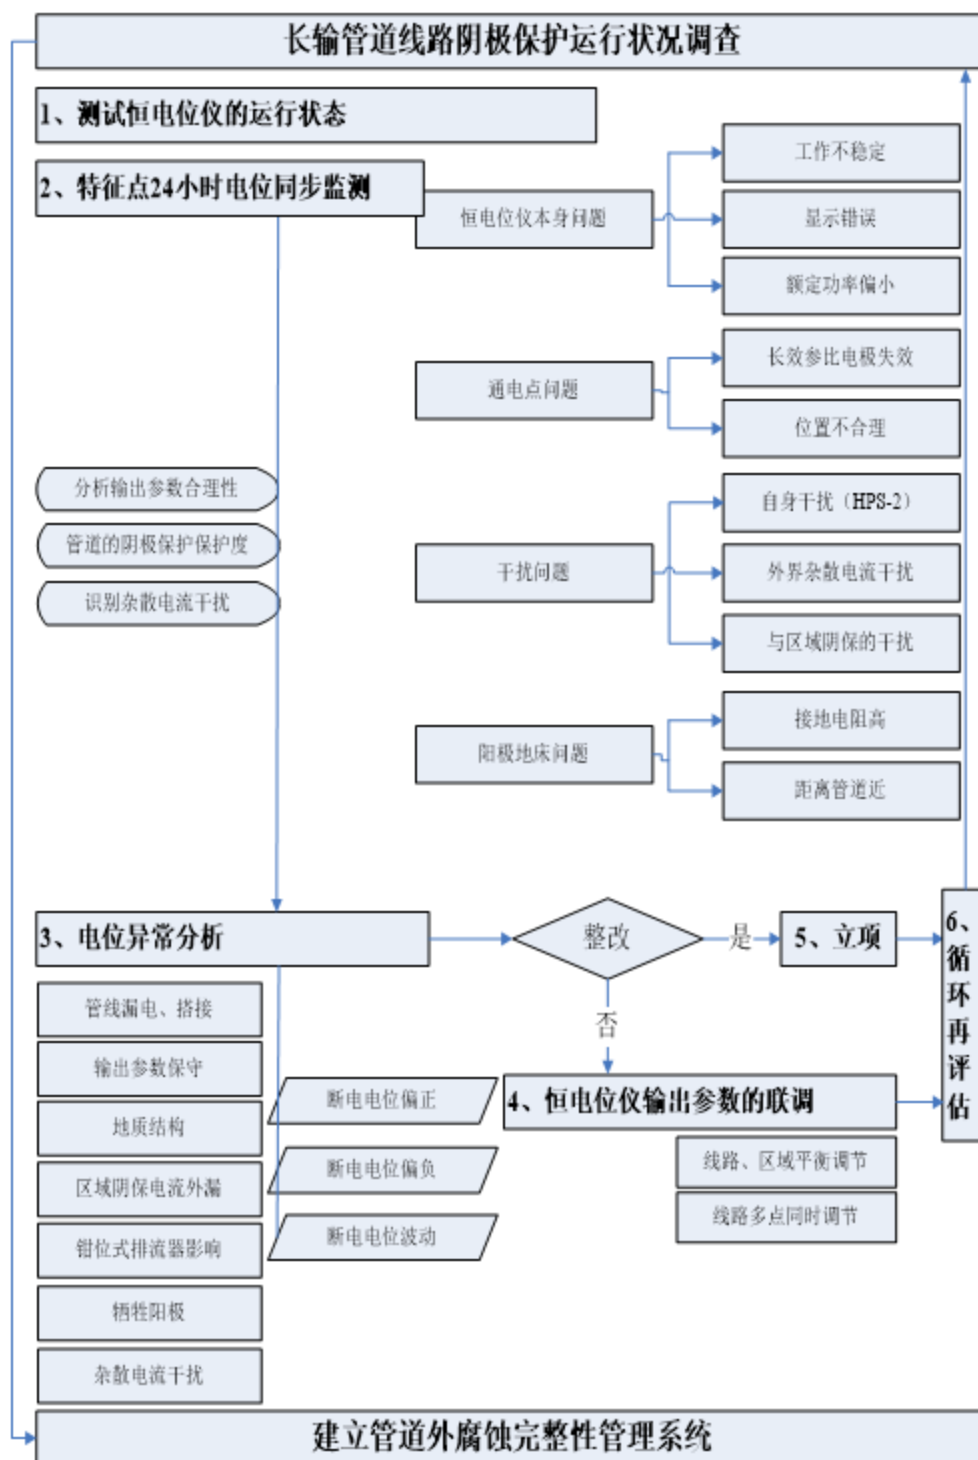 长输管道线路阴极保护运行状况调查
1、测试恒电位仪的运行状态
2、特征点24小时电位同步监测
恒电位仪本身问题
工作不稳定
显示错误
额定功率偏小
通电点问题
长效参比电极失效
位置不合理
分析输出参数合理性
管道的阴极保护保护度
识别杂散电流干扰
干扰问题
自身干扰（HPS-2）
外界杂散电流干扰
与区域阴保的干扰
阳极地床问题
接地电阻高
距离管道近
3、电位异常分析
整改
是
5、立项
6、
循
环
再
评
估
否
4、恒电位仪输出参数的联调
线路、区域平衡调节
线路多点同时调节
管线漏电、搭接
输出参数保守
地质结构
区域阴保电流外漏
钳位式排流器影响
牺牲阳极
杂散电流干扰
断电电位偏正
断电电位偏负
断电电位波动
建立管道外腐蚀完整性管理系统